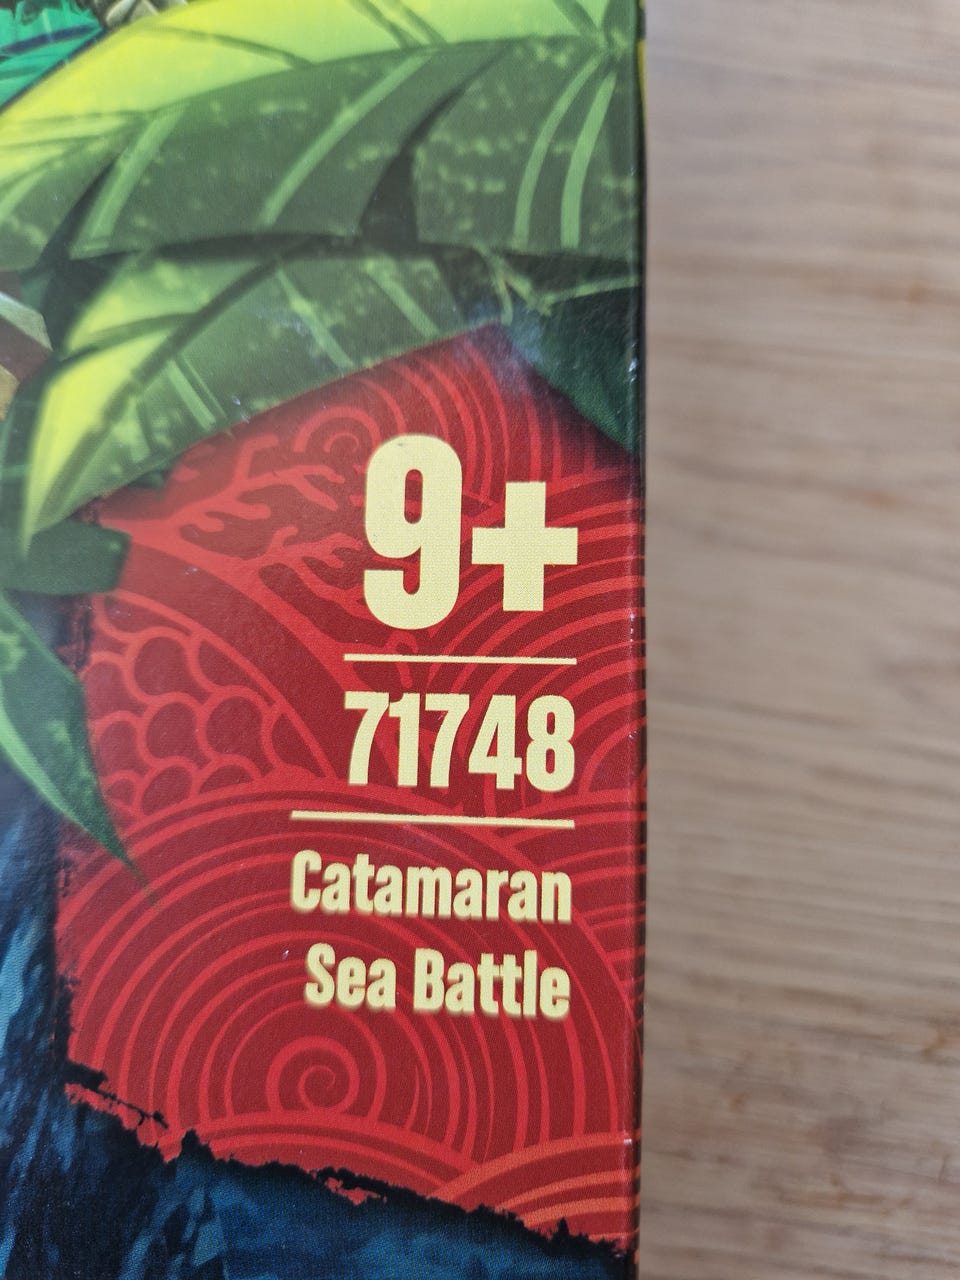 9+
71748
Catamaran
Sea Battle